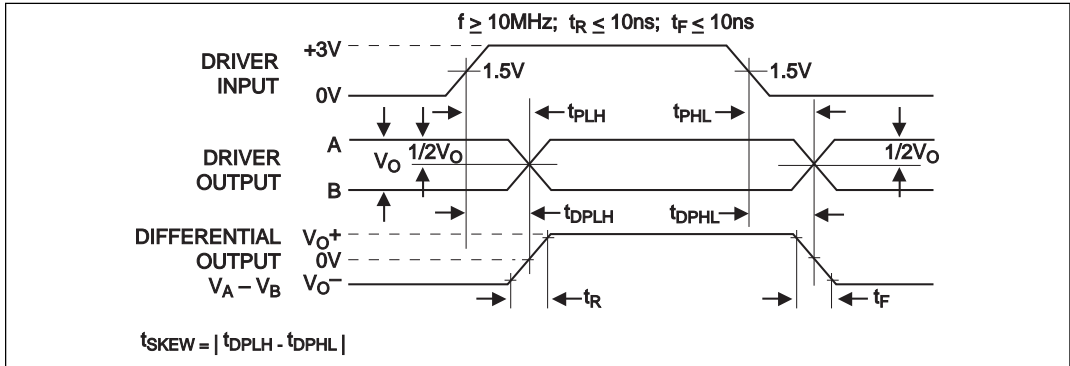 f ≥ 10MHz; tR ≤ 10ns; tF ≤ 10ns
+3V
DRIVER INPUT
1.5V
1.5V
0V
tPLH
tPHL
A
DRIVER OUTPUT
VO
1/2VO
1/2VO
B
tDPLH
tDPHL
DIFFERENTIAL OUTPUT VA – VB
VO+
0V
VO–
tR
tF
tSKEW = | tDPLH - tDPHL |